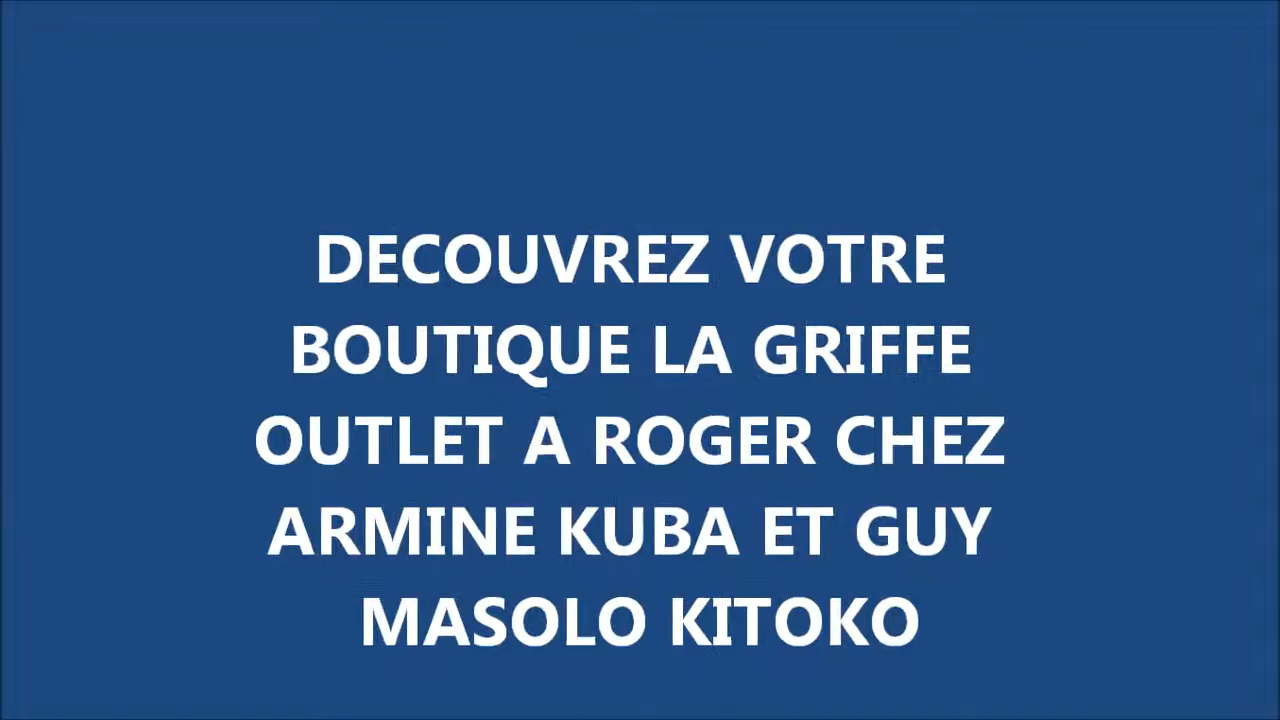 DECOUVREZ VOTRE
BOUTIQUE LA GRIFFE
OUTLET A ROGER CHEZ
ARMINE KUBA ET GUY
MASOLO KITOKO